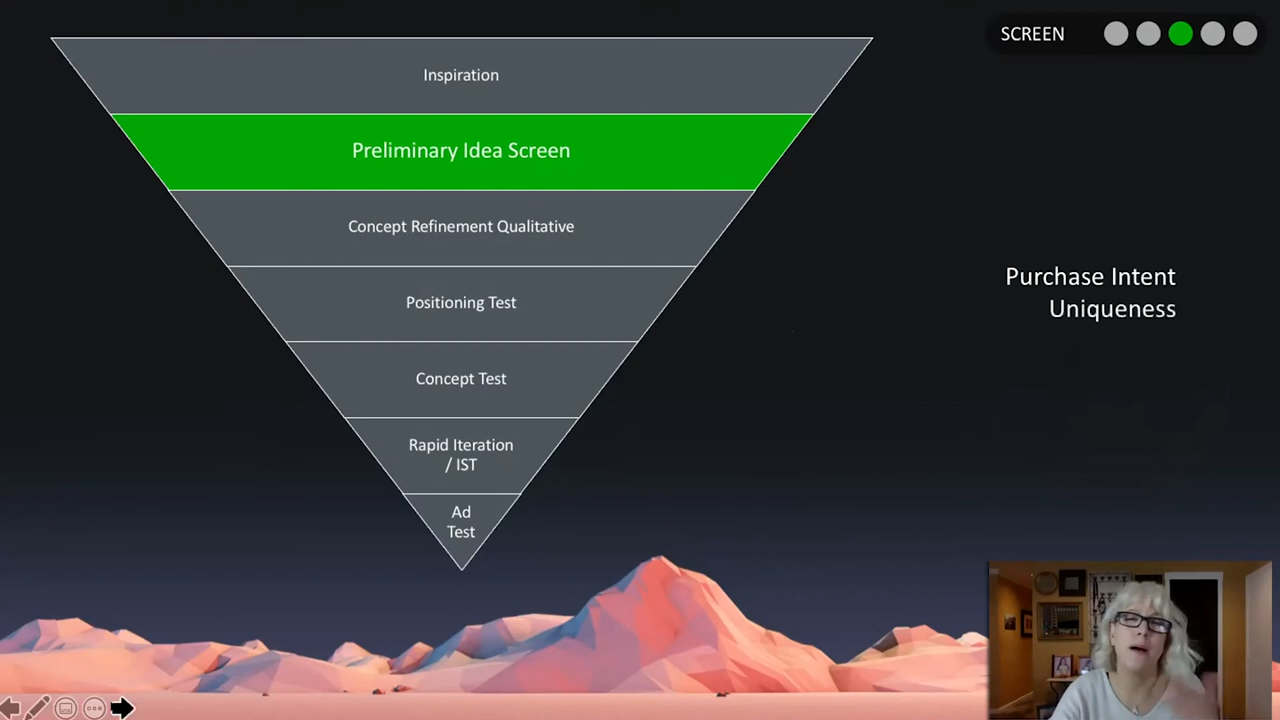 SCREEN
Inspiration
Preliminary Idea Screen
Concept Refinement Qualitative
Positioning Test
Concept Test
Rapid Iteration
/ IST
Ad
Test
Purchase Intent
Uniqueness